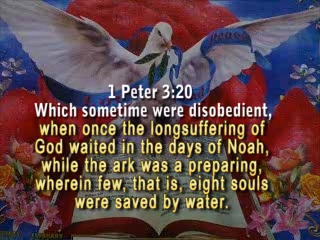 1 Peter 3:20
Which sometime were disobedient,
when once the longsuffering of
God waited in the days of Noah,
while the ark was a preparing,
wherein few, that is, eight souls
were saved by water.